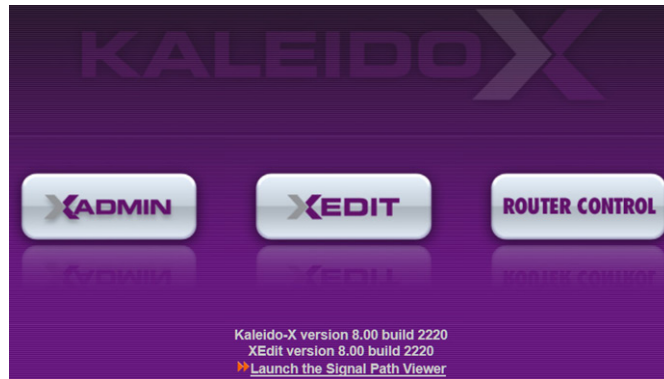 KALEIDO X
XADMIN
XEDIT
ROUTER CONTROL
Kaleido-X version 8.00 build 2220
XEdit version 8.00 build 2220
Launch the Signal Path Viewer